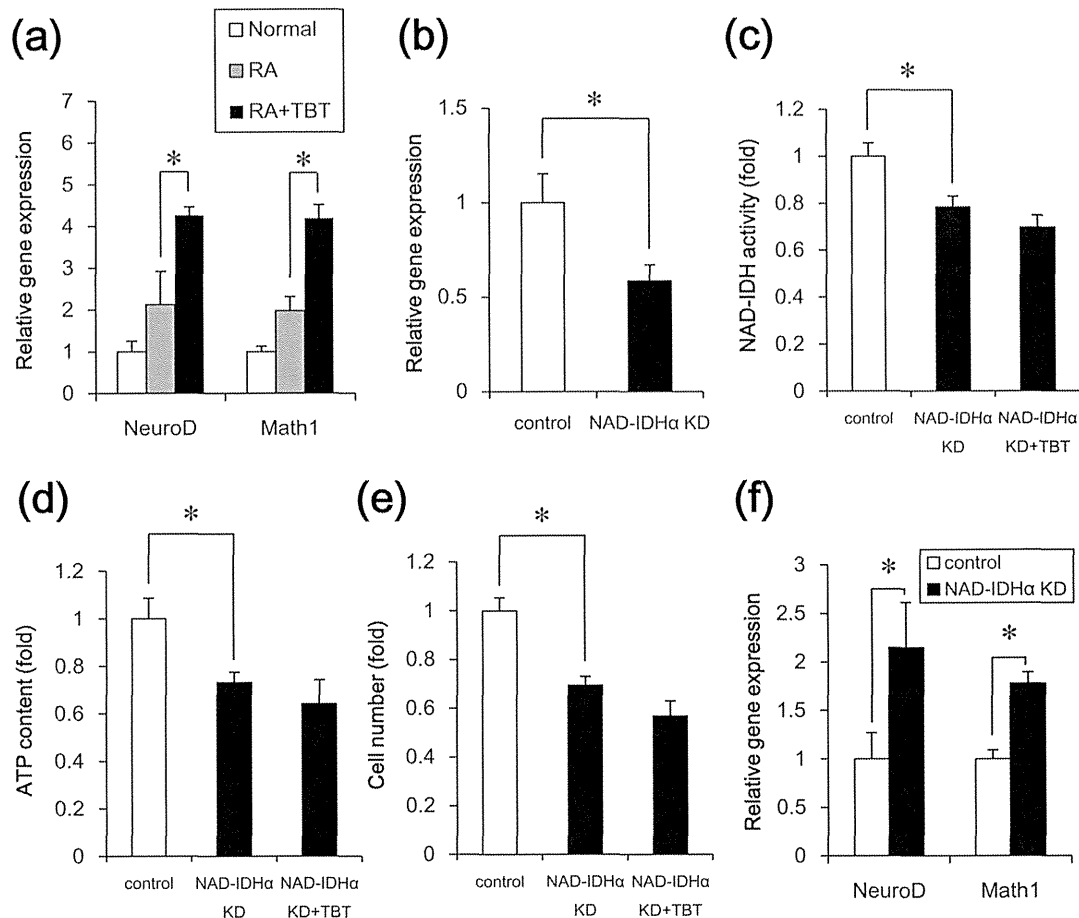 (a)
Normal
RA
RA+TBT
Relative gene expression
7
6
5
4
3
2
1
0
*
*
NeuroD
Math1
(b)
Relative gene expression
1.5
1
0.5
0
*
control
NAD-IDHα KD
(c)
NAD-IDH activity (fold)
1.2
1
0.8
0.6
0.4
0.2
0
*
control
NAD-IDHα
KD
NAD-IDHα
KD+TBT
(d)
ATP content (fold)
1.2
1
0.8
0.6
0.4
0.2
0
*
control
NAD-IDHα
KD
NAD-IDHα
KD+TBT
(e)
Cell number (fold)
1.2
1
0.8
0.6
0.4
0.2
0
*
control
NAD-IDHα
KD
NAD-IDHα
KD+TBT
(f)
control
NAD-IDHα KD
Relative gene expression
3
2.5
2
1.5
1
0.5
0
*
*
NeuroD
Math1